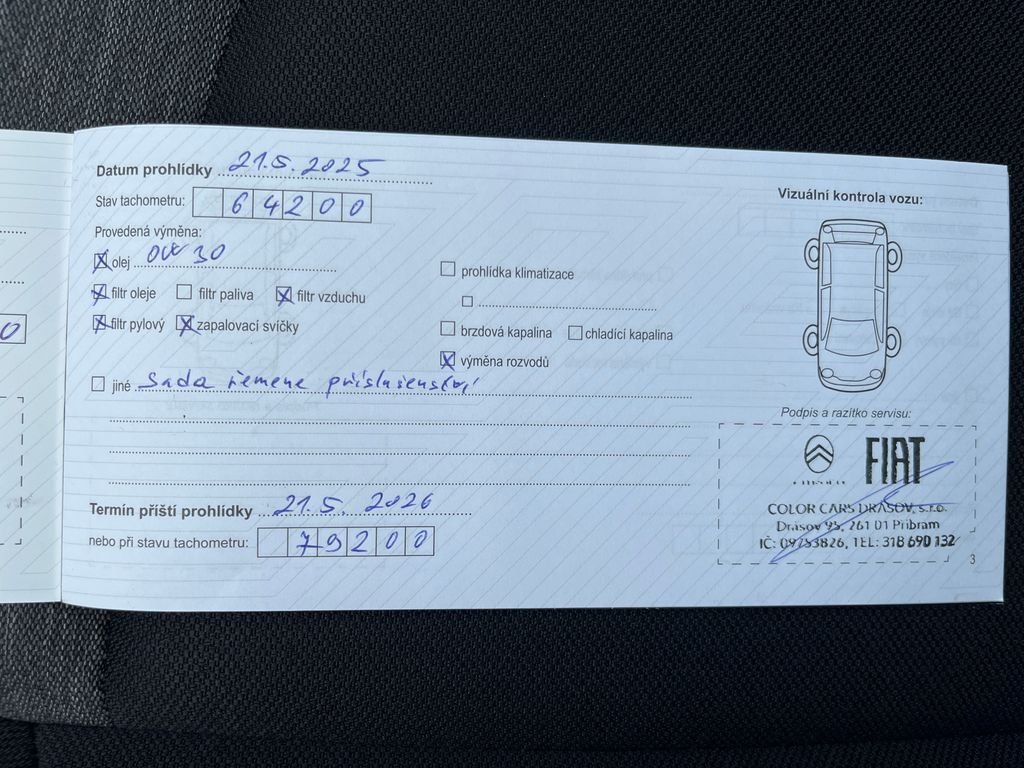 Datum prohlídky 21.5.2025
Stav tachometru: 64200
Provedená výměna:
olej 0W30
filtr oleje filtr paliva filtr vzduchu
filtr pylový zapalovací svíčky
prohlídka klimatizace
brzdová kapalina chladící kapalina
výměna rozvodů
jiné Sada řemene příslušenství
Termín příští prohlídky 21.5. 2026
nebo při stavu tachometru: 79200
Vizuální kontrola vozu:
Podpis a razítko servisu:
FIAT
COLOR CARS DRASOV, s.r.o.
Drásov 95, 261 01 Příbram
IČ: 09753826, TEL: 318 690 132
3
0